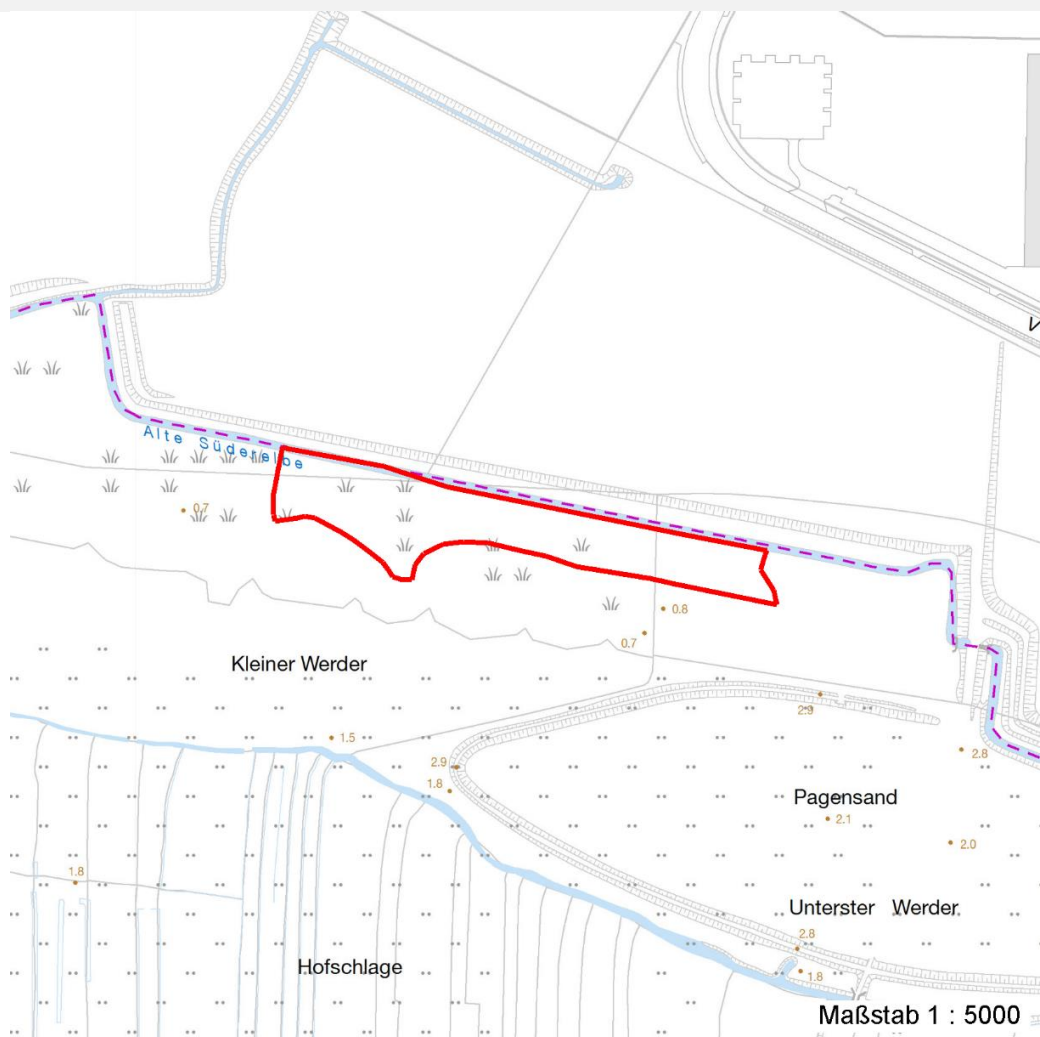 V
Alte Süderelbe
0.7
0.8
0.7
Kleiner Werder
2.9
1.5
2.8
2.9
1.8
Pagensand
2.1
2.0
1.8
Unterster Werder
2.8
Hofschlage
1.8
Maßstab 1 : 5000